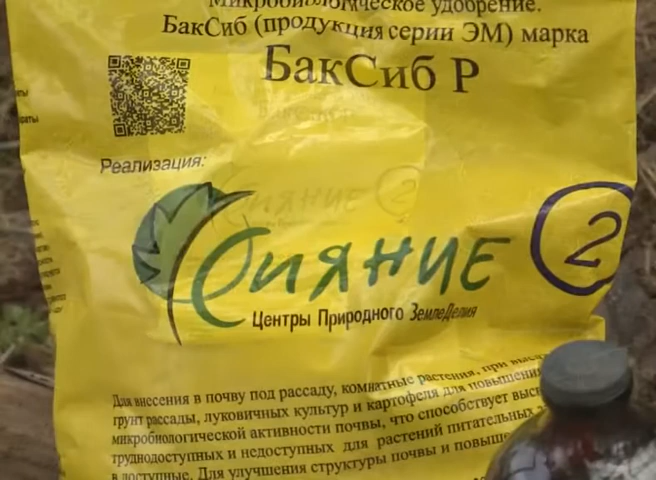 Микробиологическое удобрение.
БакСиб (продукция серии ЭМ) марка
БакСиб Р
Реализация:
Сияние
2
Центры Природного ЗемлеДелия
Для внесения в почву под рассаду, комнатные растения, при
грунт рассады, луковичных культур и картофеля для повышения
микробиологической активности почвы, что способствует
труднодоступных и недоступных для растений питательных
в доступные. Для улучшения структуры почвы и